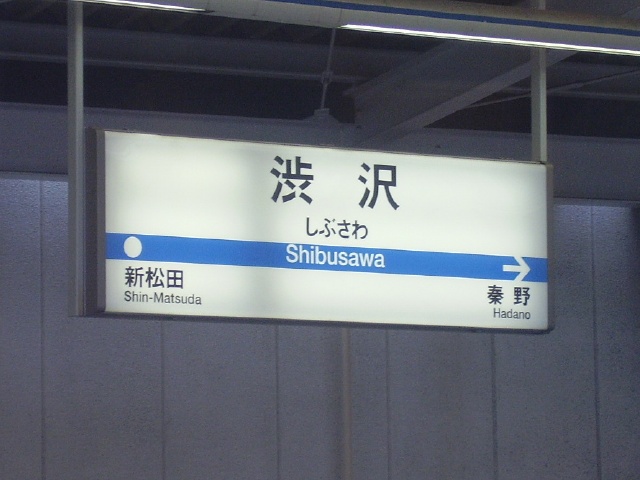 渋沢
しぶさわ
Shibusawa
新松田
Shin-Matsuda
秦野
Hadano